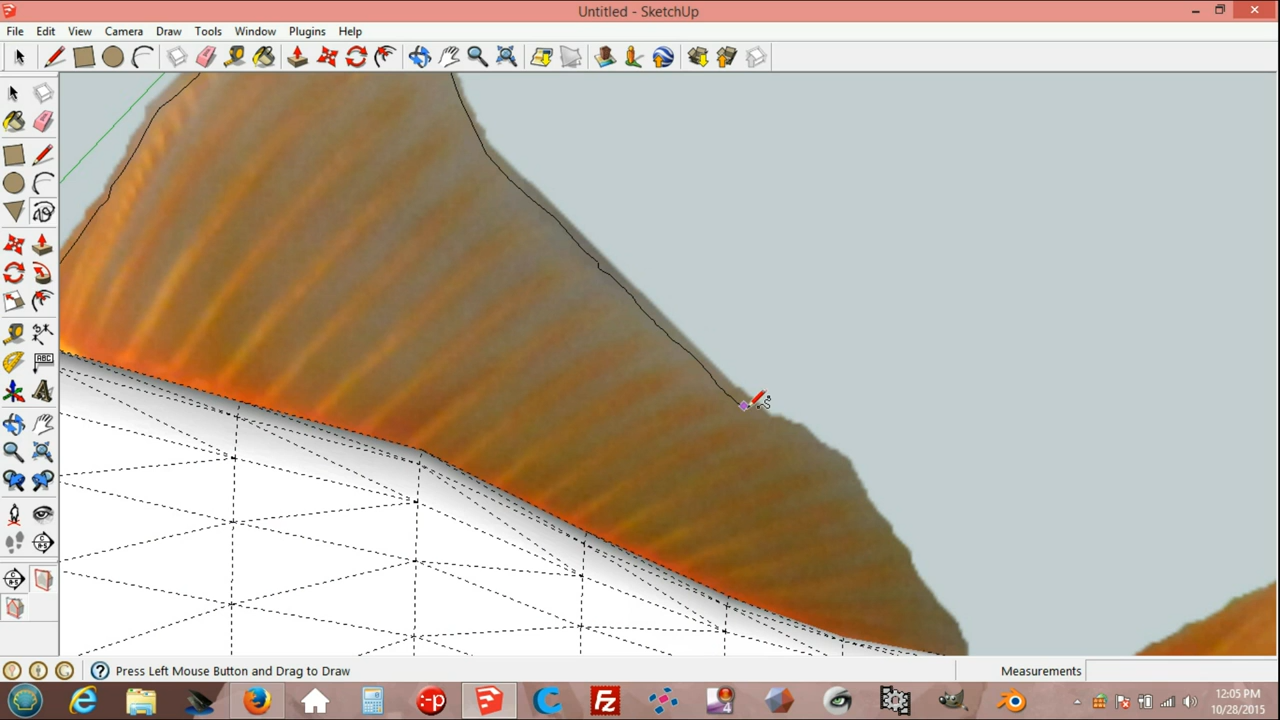 Untitled - SketchUp
File Edit View Camera Draw Tools Window Plugins Help
ABC
Press Left Mouse Button and Drag to Draw
Measurements
12:05 PM
10/28/2015